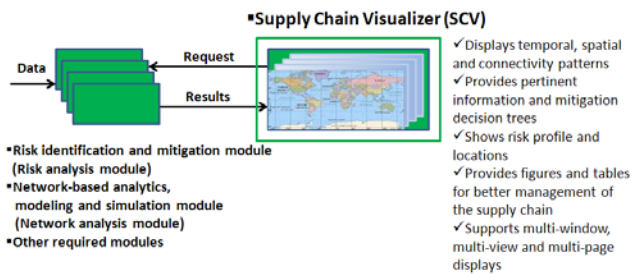 ▪Supply Chain Visualizer (SCV)
Data
Request
Results
▪Risk identification and mitigation module
(Risk analysis module)
▪Network-based analytics,
modeling and simulation module
(Network analysis module)
▪Other required modules
✓Displays temporal, spatial
and connectivity patterns
✓Provides pertinent
information and mitigation
decision trees
✓Shows risk profile and
locations
✓Provides figures and tables
for better management of
the supply chain
✓Supports multi-window,
multi-view and multi-page
displays